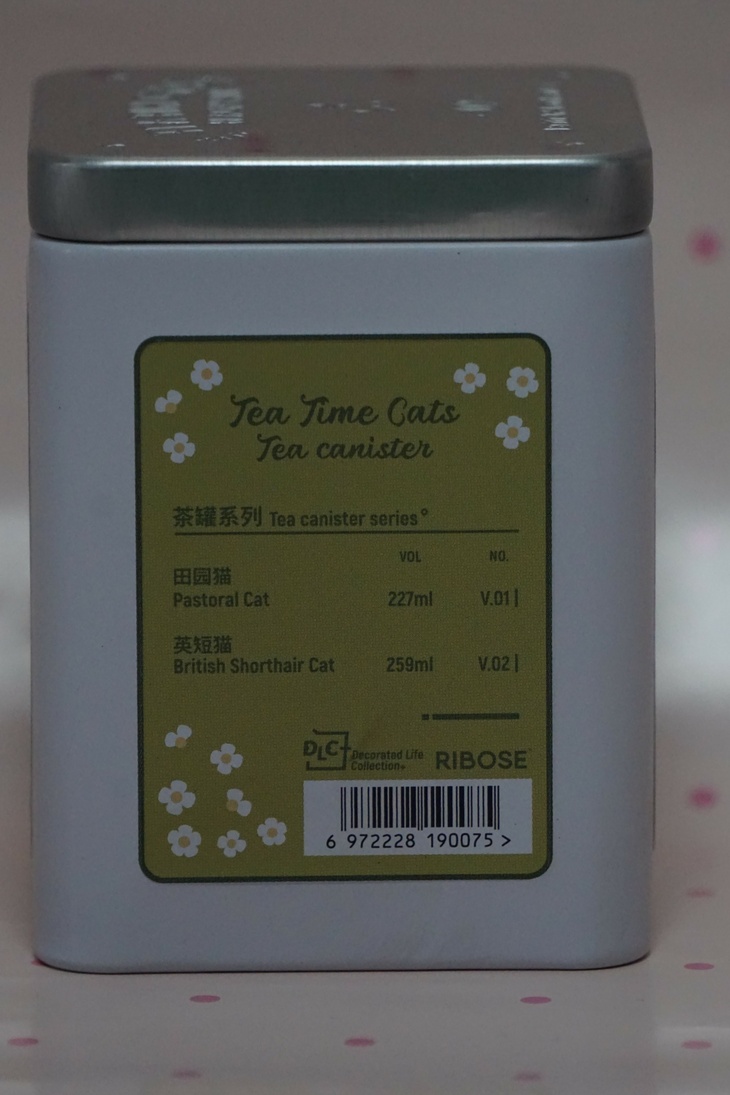 Tea Time Cats
Tea canister
茶罐系列 Tea canister series°
VOL NO.
田园猫
Pastoral Cat 227ml V.01 |
英短猫
British Shorthair Cat 259ml V.02 |
DLC+ Decorated Life
Collection+
RIBOSE
6 972228 190075 >